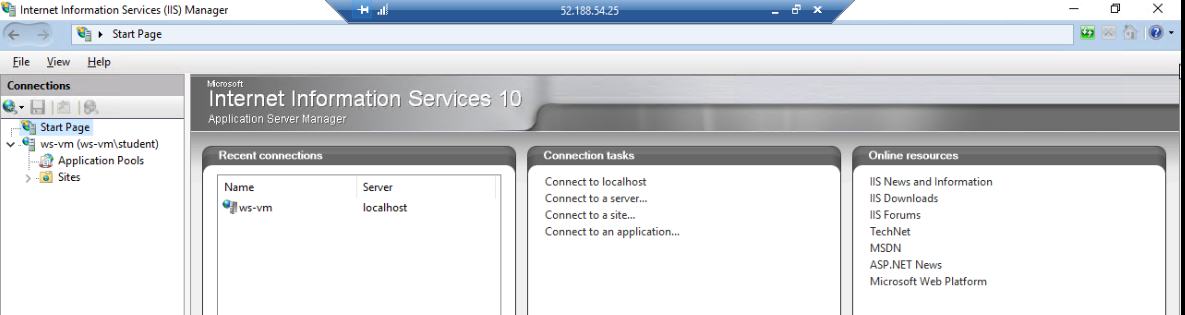 Internet Information Services (IIS) Manager
52.188.54.25
Start Page
File View Help
Connections
Start Page
ws-vm (ws-vm\student)
Application Pools
Sites
Microsoft
Internet Information Services 10
Application Server Manager
Recent connections
Name Server
ws-vm localhost
Connection tasks
Connect to localhost
Connect to a server...
Connect to a site...
Connect to an application...
Online resources
IIS News and Information
IIS Downloads
IIS Forums
TechNet
MSDN
ASP.NET News
Microsoft Web Platform